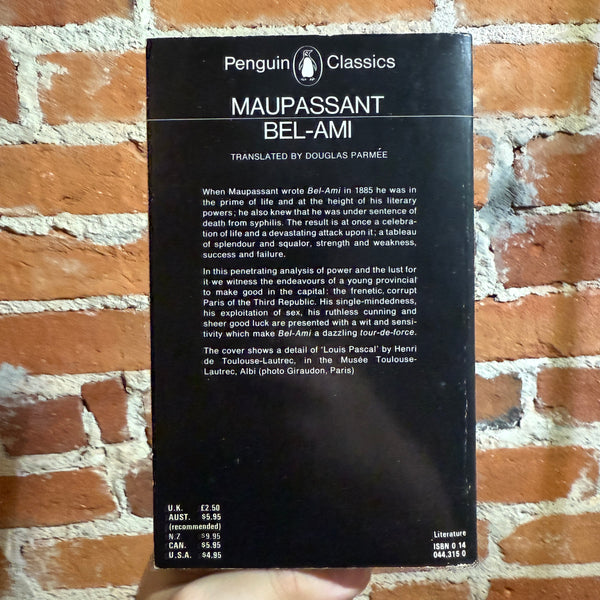 Penguin Classics
MAUPASSANT
BEL-AMI
TRANSLATED BY DOUGLAS PARMÉE
When Maupassant wrote Bel-Ami in 1885 he was in
the prime of life and at the height of his literary
powers; he also knew that he was under sentence of
death from syphilis. The result is at once a celebra-
tion of life and a devastating attack upon it; a tableau
of splendour and squalor, strength and weakness,
success and failure.
In this penetrating analysis of power and the lust for
it we witness the endeavours of a young provincial
to make good in the capital: the frenetic, corrupt
Paris of the Third Republic. His single-mindedness,
his exploitation of sex, his ruthless cunning and
sheer good luck are presented with a wit and sensi-
tivity which make Bel-Ami a dazzling tour-de-force.
The cover shows a detail of 'Louis Pascal' by Henri
de Toulouse-Lautrec, in the Musée Toulouse-
Lautrec, Albi (photo Giraudon, Paris)
U.K. £2.50
AUST. $5.95
(recommended)
N.Z $9.95
CAN. $5.95
U.S.A. $4.95
Literature
ISBN 0 14
044.315 0